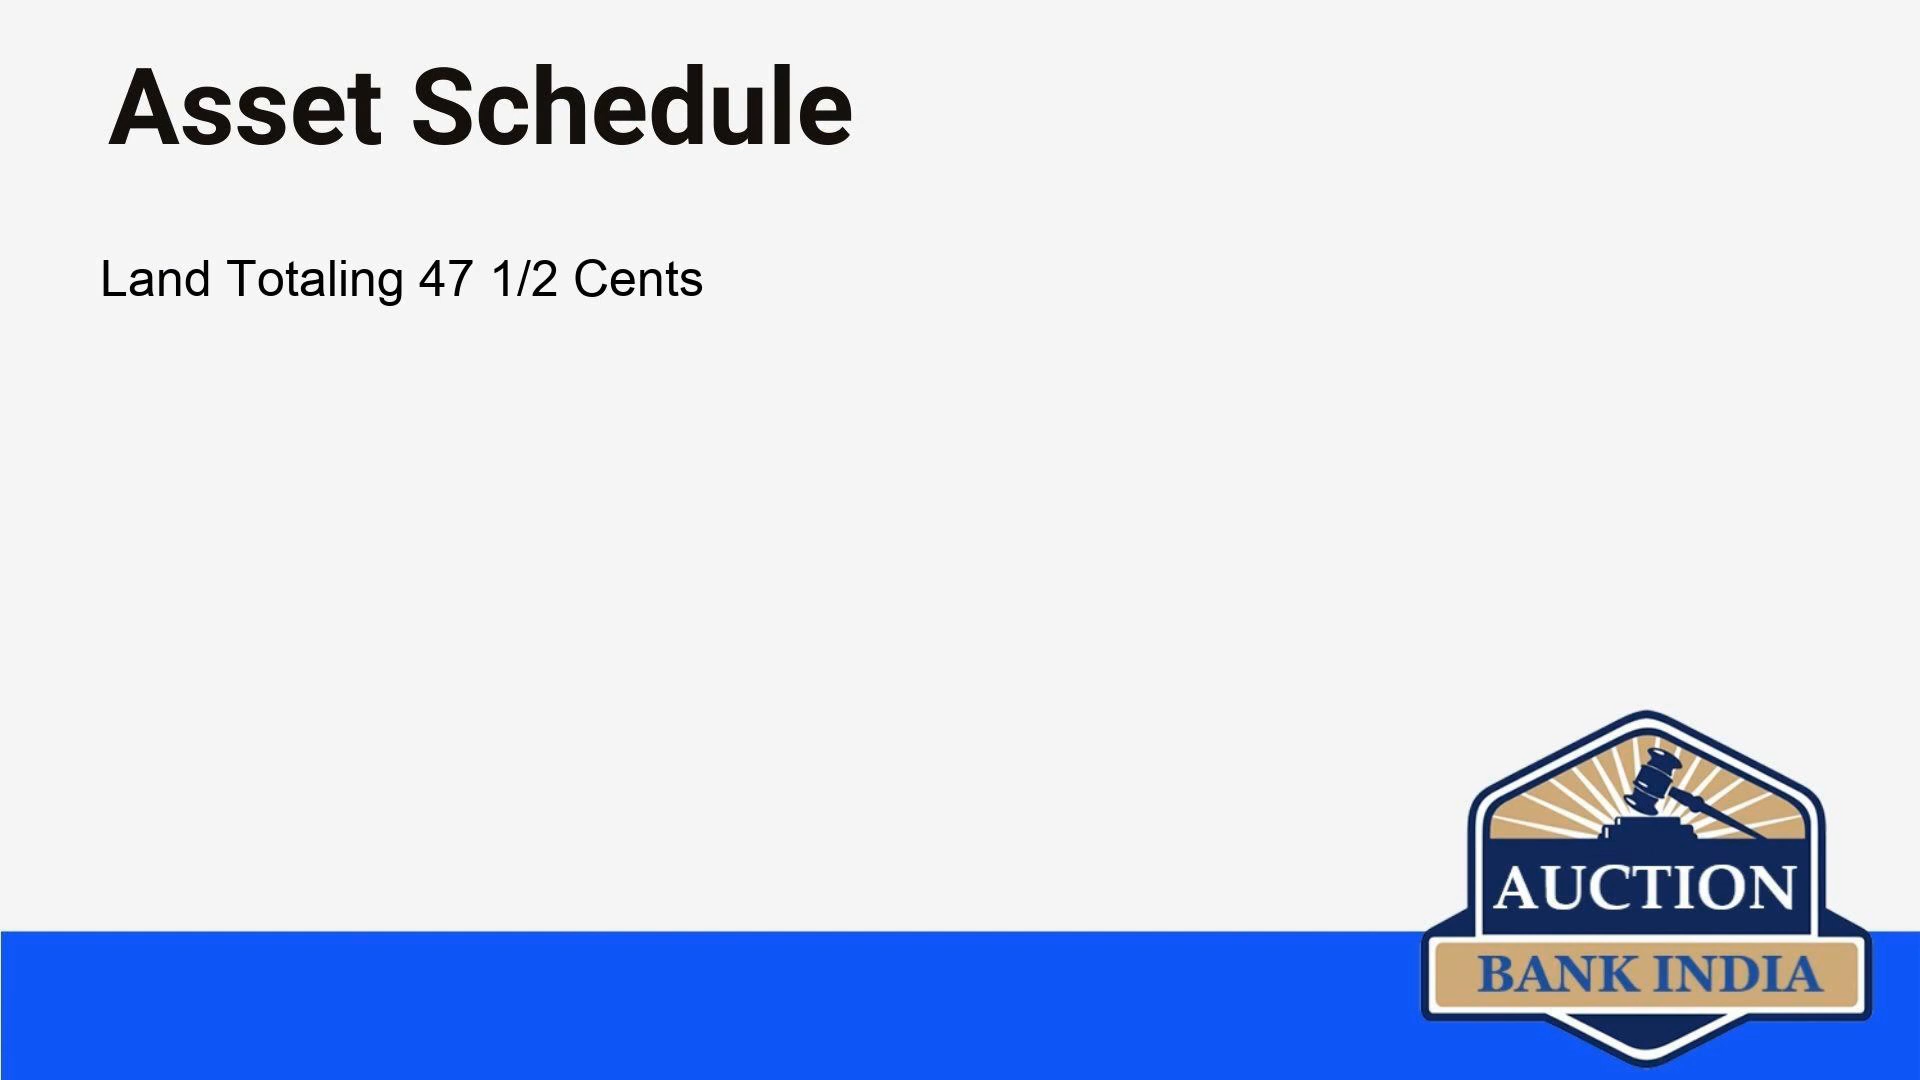 Asset Schedule
Land Totaling 47 1/2 Cents
AUCTION
BANK INDIA